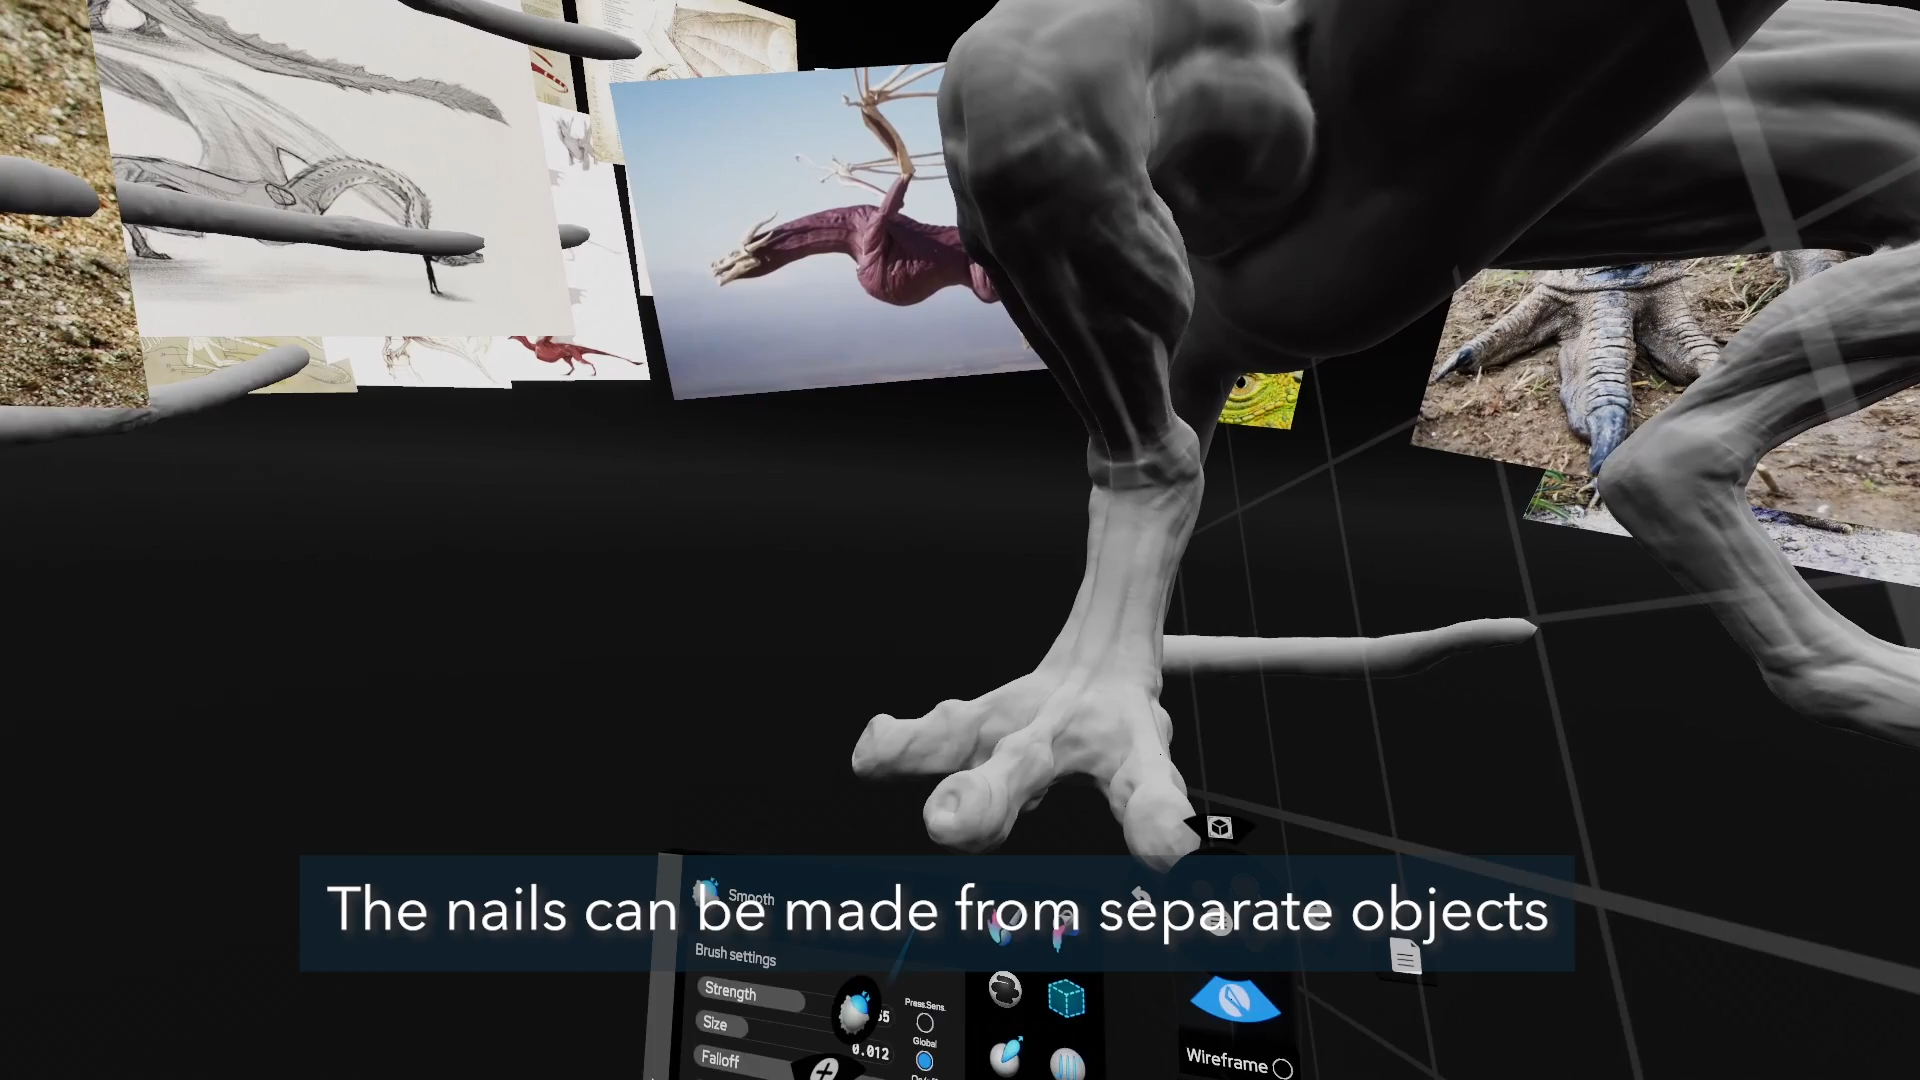 Smooth
The nails can be made from separate objects
Brush settings
Strength
Size
0.012
Falloff
Press.Sens.
Global
Wireframe